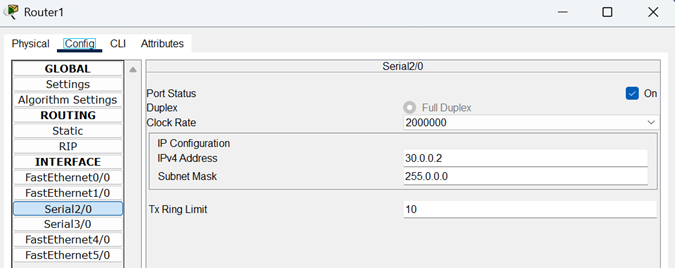 Router1
Physical Config CLI Attributes
GLOBAL
Settings
Algorithm Settings
ROUTING
Static
RIP
INTERFACE
FastEthernet0/0
FastEthernet1/0
Serial2/0
Serial3/0
FastEthernet4/0
FastEthernet5/0
Serial2/0
Port Status On
Duplex Full Duplex
Clock Rate 2000000
IP Configuration
IPv4 Address 30.0.0.2
Subnet Mask 255.0.0.0
Tx Ring Limit 10